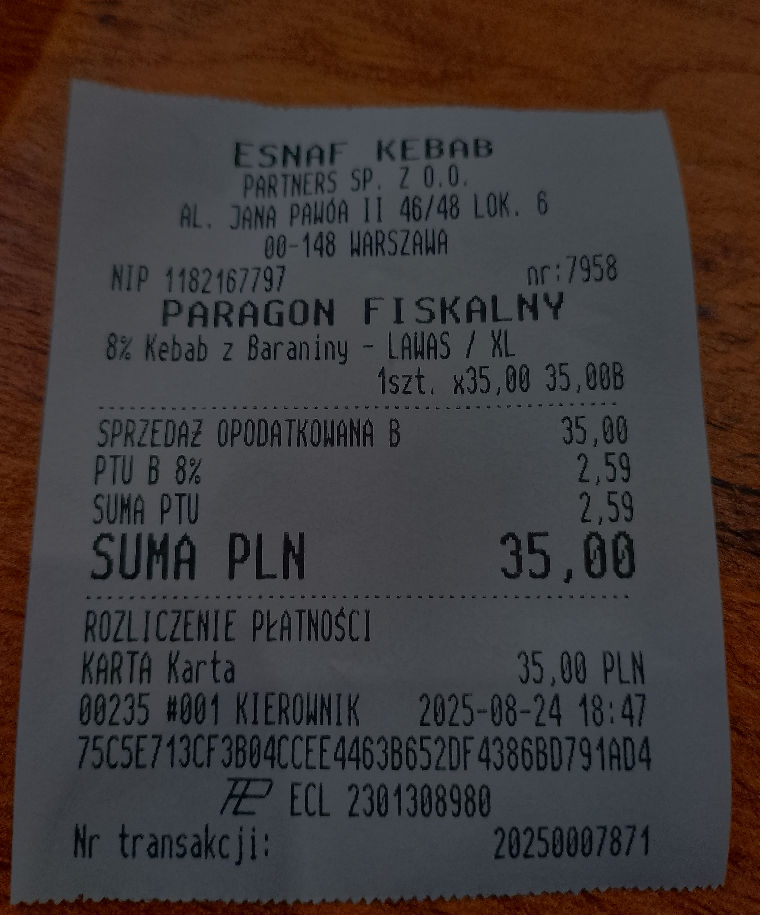 ESNAF KEBAB
PARTNERS SP. Z O.O.
AL. JANA PAWÓA II 46/48 LOK. 6
00-148 WARSZAWA
NIP 1182167797 nr:7958
PARAGON FISKALNY
8% Kebab z Baraniny - LAWAS / XL
1szt. x35,00 35,00B
SPRZEDAŻ OPODATKOWANA B 35,00
PTU B 8% 2,59
SUMA PTU 2,59
SUMA PLN 35,00
ROZLICZENIE PŁATNOŚCI
KARTA Karta 35,00 PLN
00235 #001 KIEROWNIK 2025-08-24 18:47
75C5E713CF3B04CCEE4463B652DF4386BD791AD4
ECL 2301308980
Nr transakcji: 20250007871